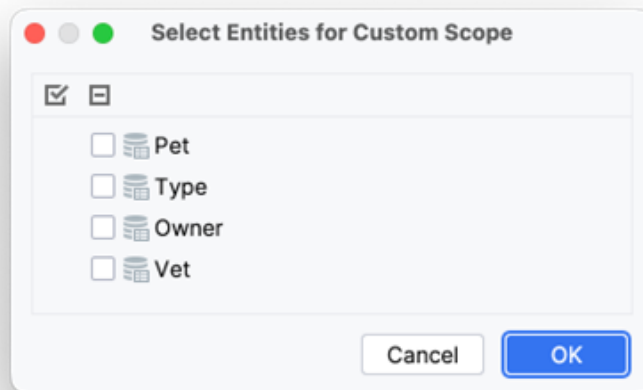 Select Entities for Custom Scope
Pet
Type
Owner
Vet
Cancel
OK